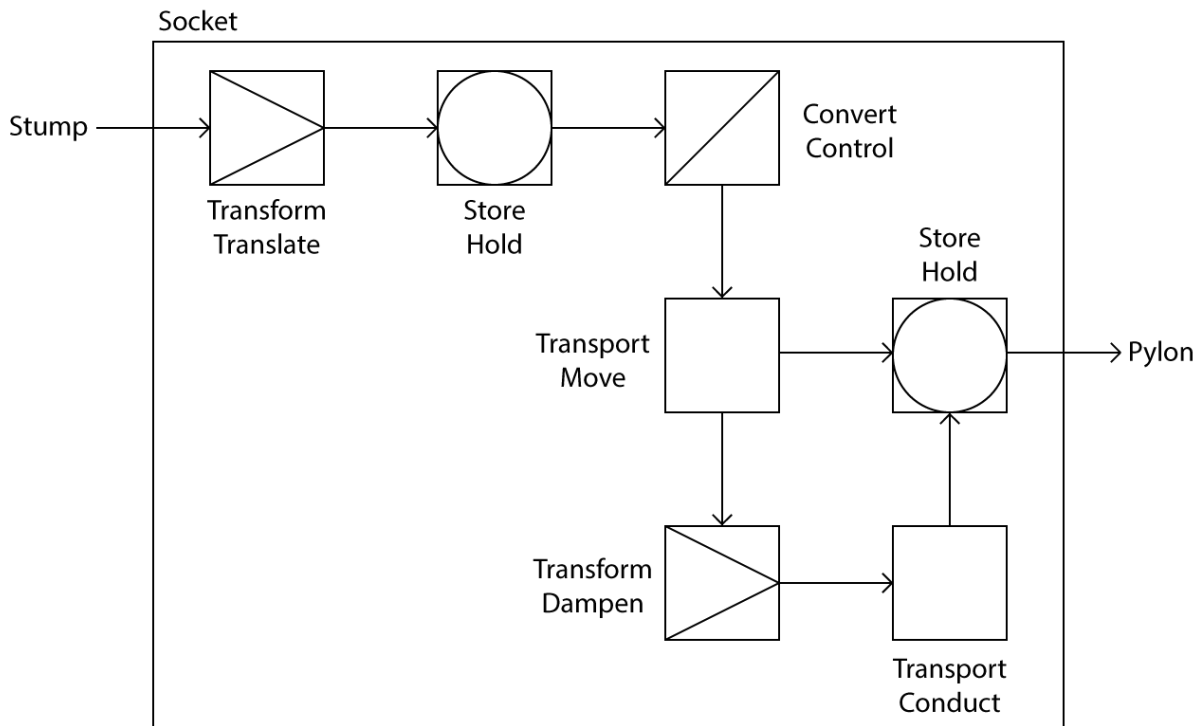 Socket
Stump
Transform
Translate
Store
Hold
Convert
Control
Store
Hold
Transport
Move
Pylon
Transform
Dampen
Transport
Conduct